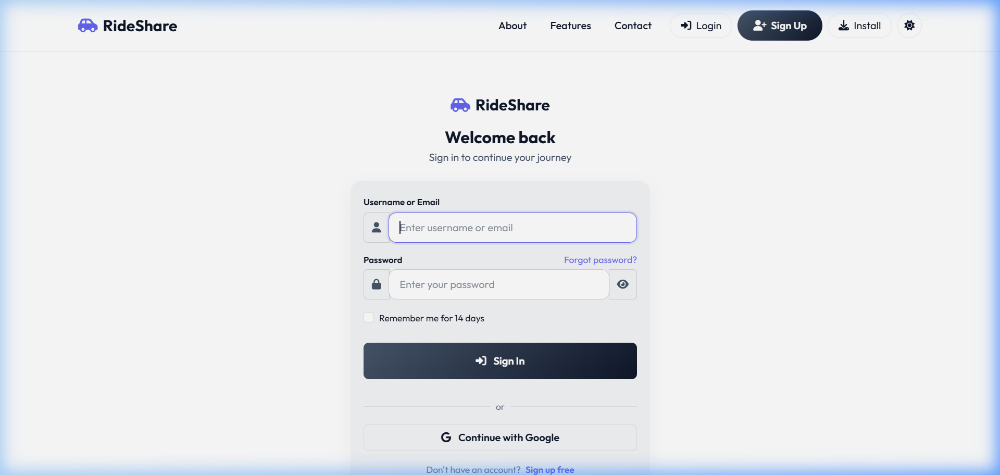 RideShare
About
Features
Contact
Login
Sign Up
Install
RideShare
Welcome back
Sign in to continue your journey
Username or Email
Enter username or email
Password
Forgot password?
Enter your password
Remember me for 14 days
Sign In
or
Continue with Google
Don't have an account? Sign up free